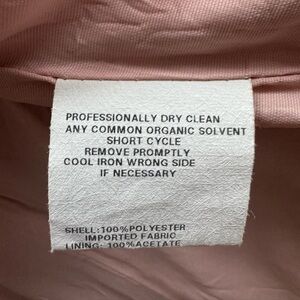 PROFESSIONALLY DRY CLEAN
ANY COMMON ORGANIC SOLVENT
SHORT CYCLE
REMOVE PROMPTLY
COOL IRON WRONG SIDE
IF NECESSARY
SHELL:100%POLYESTER
IMPORTED FABRIC
LINING: 100%ACETATE